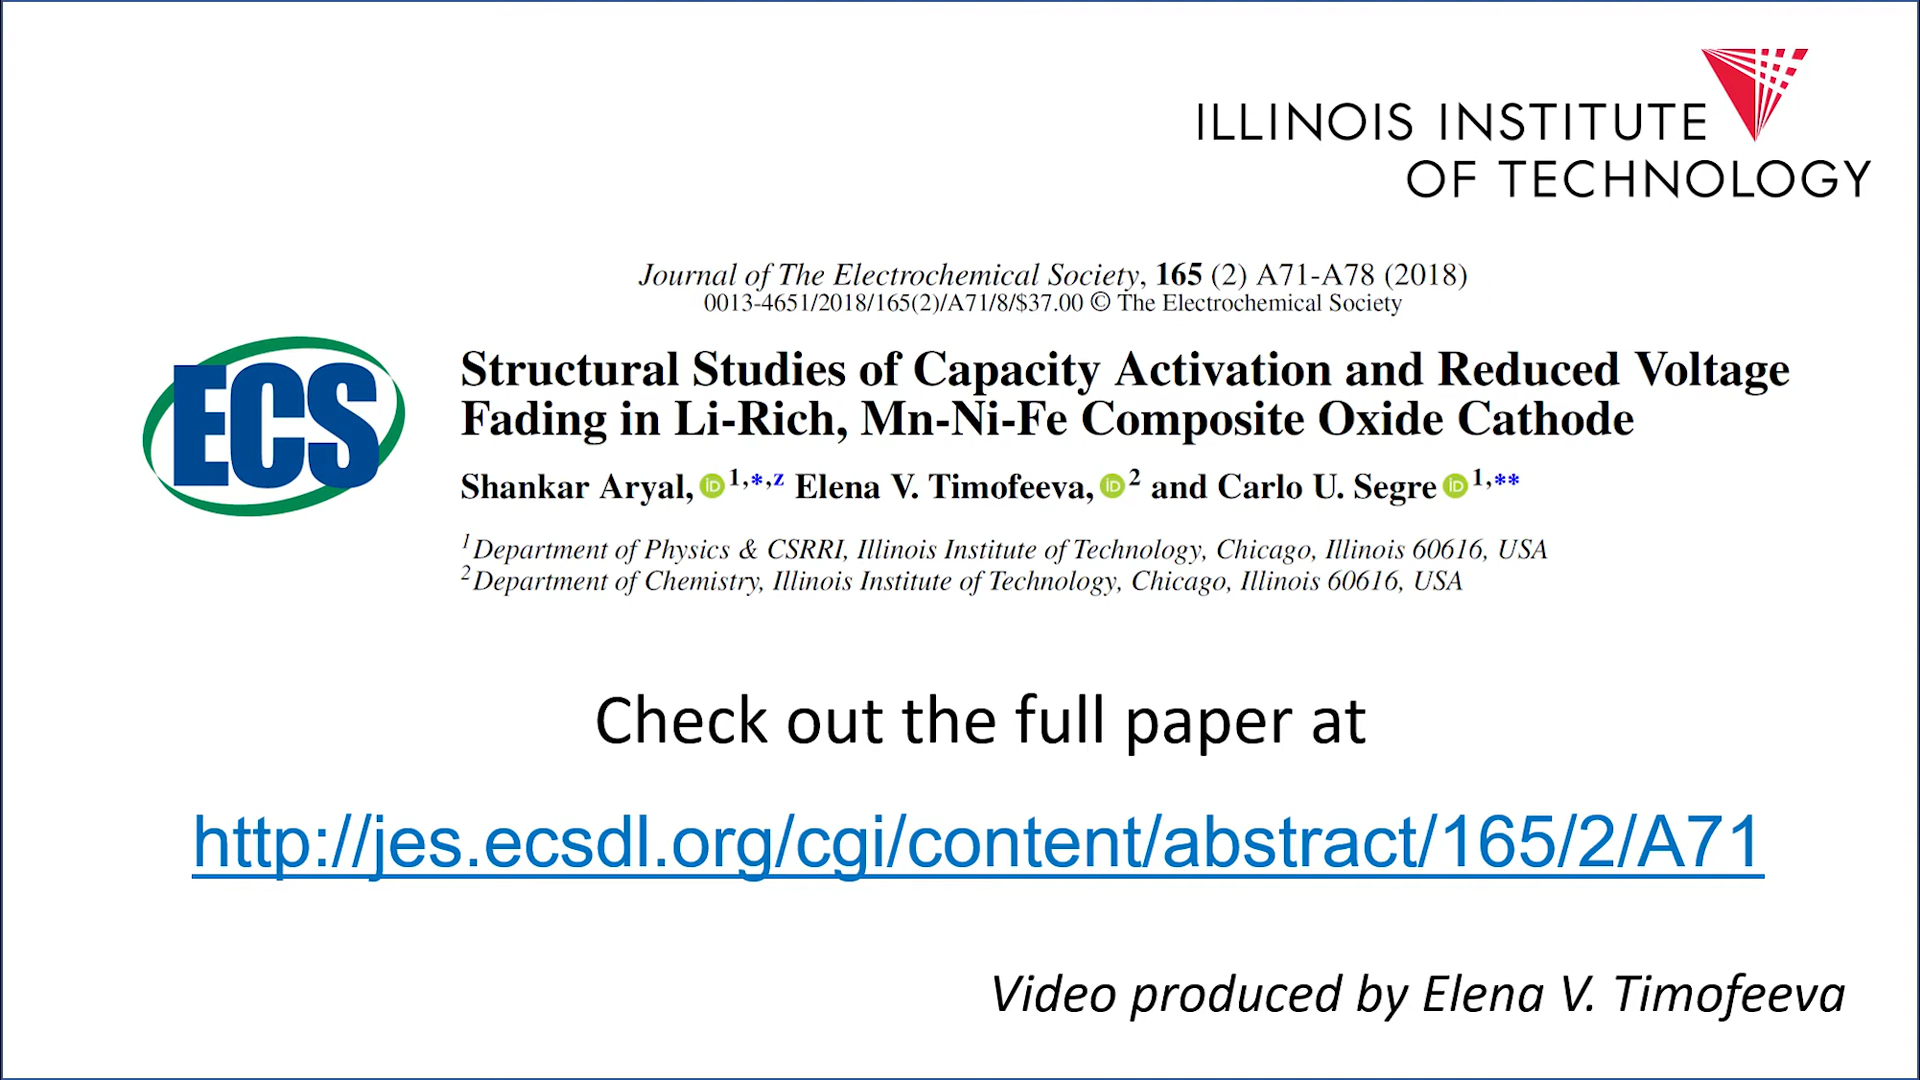 ILLINOIS INSTITUTE
OF TECHNOLOGY
Journal of The Electrochemical Society, 165 (2) A71-A78 (2018)
0013-4651/2018/165(2)/A71/8/$37.00 © The Electrochemical Society
ECS
Structural Studies of Capacity Activation and Reduced Voltage
Fading in Li-Rich, Mn-Ni-Fe Composite Oxide Cathode
Shankar Aryal, iD 1,*,z Elena V. Timofeeva, iD 2 and Carlo U. Segre iD 1,**
1Department of Physics & CSRRI, Illinois Institute of Technology, Chicago, Illinois 60616, USA
2Department of Chemistry, Illinois Institute of Technology, Chicago, Illinois 60616, USA
Check out the full paper at
http://jes.ecsdl.org/cgi/content/abstract/165/2/A71
Video produced by Elena V. Timofeeva